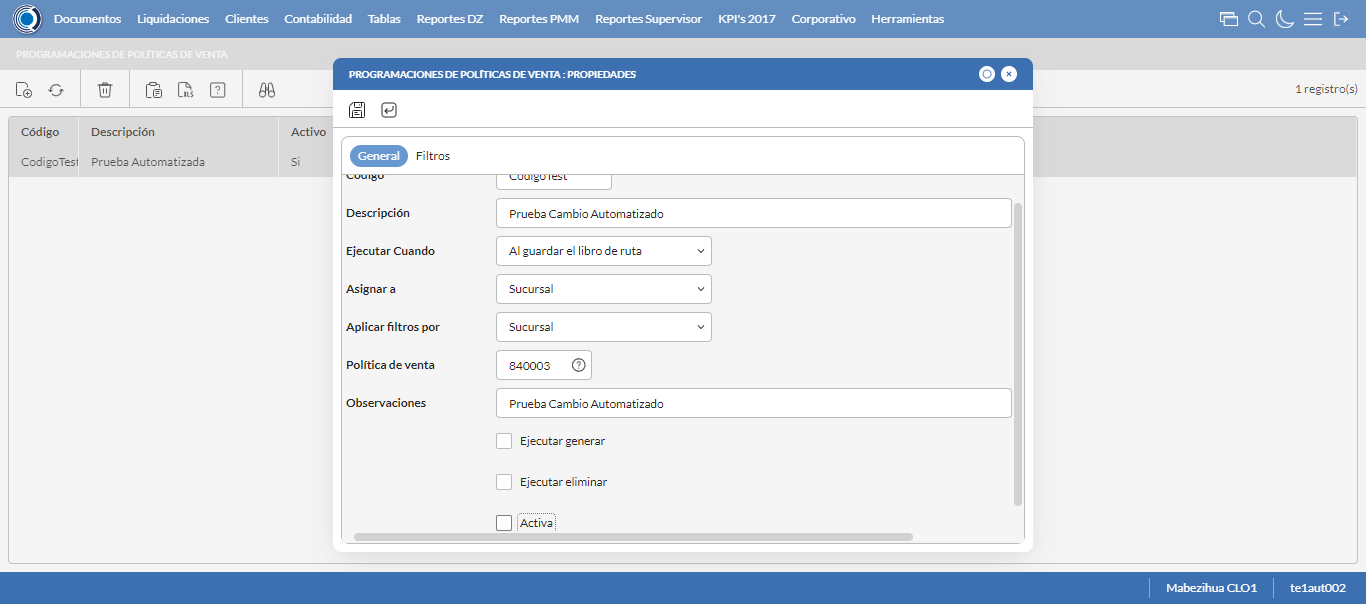 Documentos Liquidaciones Clientes Contabilidad Tablas Reportes DZ Reportes PMM Reportes Supervisor KPI's 2017 Corporativo Herramientas
PROGRAMACIONES DE POLÍTICAS DE VENTA
PROGRAMACIONES DE POLÍTICAS DE VENTA : PROPIEDADES
XLS
1 registro(s)
Código Descripción Activo
CodigoTest Prueba Automatizada Si
General Filtros
Código CodigoTest
Descripción Prueba Cambio Automatizado
Ejecutar Cuando Al guardar el libro de ruta
Asignar a Sucursal
Aplicar filtros por Sucursal
Política de venta 840003
Observaciones Prueba Cambio Automatizado
Ejecutar generar
Ejecutar eliminar
Activa
Mabezihua CLO1 te1aut002